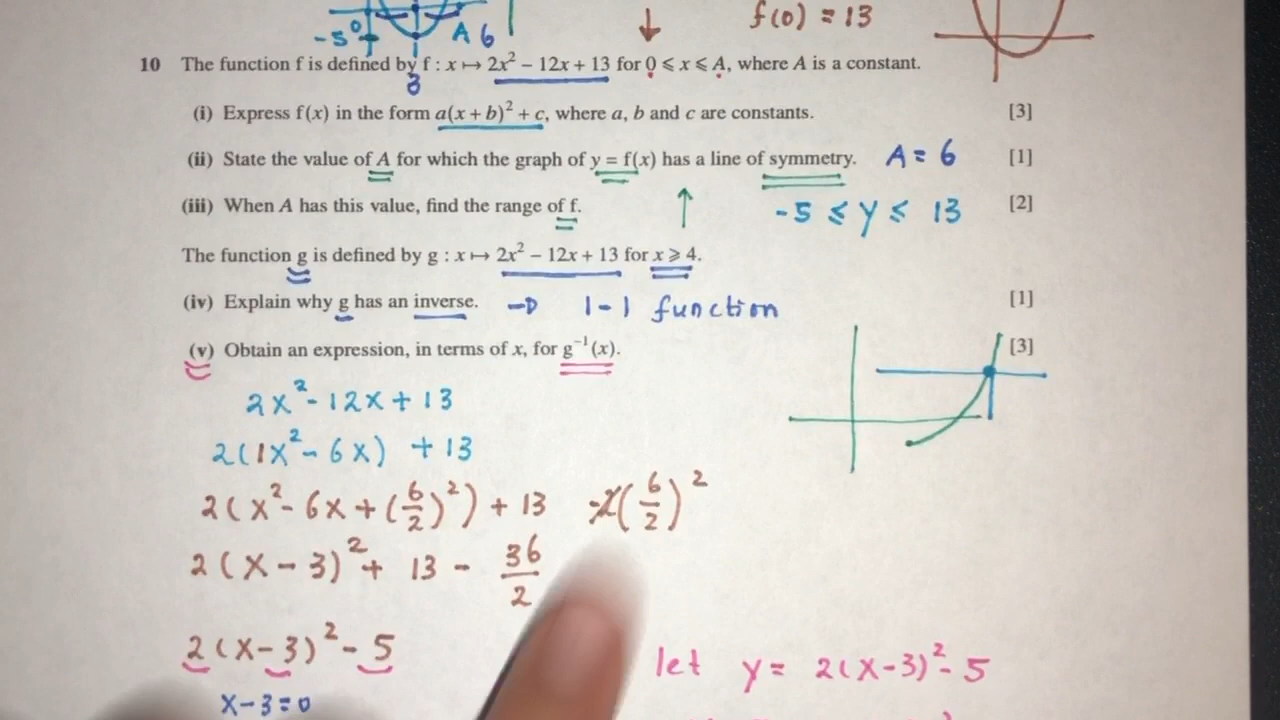 -5 0 3 A 6 f(0) = 13
10 The function f is defined by f : x ↦ 2x² − 12x + 13 for 0 ⩽ x ⩽ A, where A is a constant.
(i) Express f(x) in the form a(x + b)² + c, where a, b and c are constants. [3]
(ii) State the value of A for which the graph of y = f(x) has a line of symmetry. A = 6 [1]
(iii) When A has this value, find the range of f. -5 ≤ y ≤ 13 [2]
The function g is defined by g : x ↦ 2x² − 12x + 13 for x ⩾ 4.
(iv) Explain why g has an inverse. → 1-1 function [1]
(v) Obtain an expression, in terms of x, for g⁻¹(x). [3]
2x² - 12x + 13
2(1x² - 6x) + 13
2(x² - 6x + (6/2)²) + 13 -2(6/2)²
2(x - 3)² + 13 - 36/2
2(x-3)² - 5
let y = 2(x-3)² - 5
x-3=0